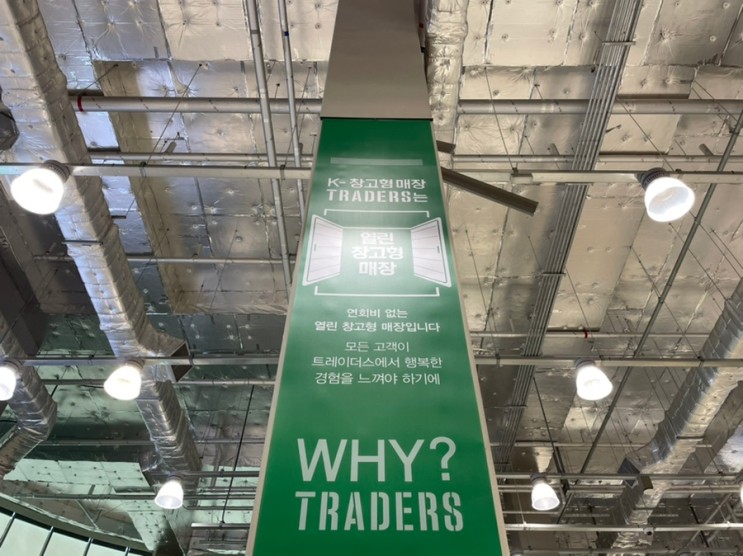 K-창고형 매장
TRADERS는
열린
창고형
매장
연회비 없는
열린 창고형 매장입니다
모든 고객이
트레이더스에서 행복한
경험을 느껴야 하기에
WHY?
TRADERS